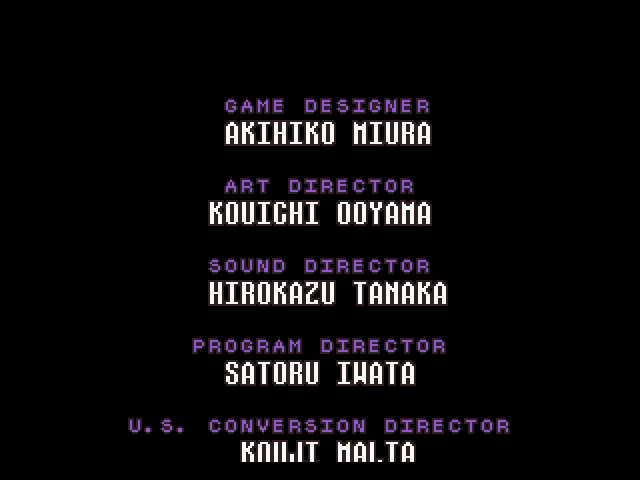 GAME DESIGNER
AKIHIKO MIURA
ART DIRECTOR
KOUICHI OOYAMA
SOUND DIRECTOR
HIROKAZU TANAKA
PROGRAM DIRECTOR
SATORU IWATA
U.S. CONVERSION DIRECTOR